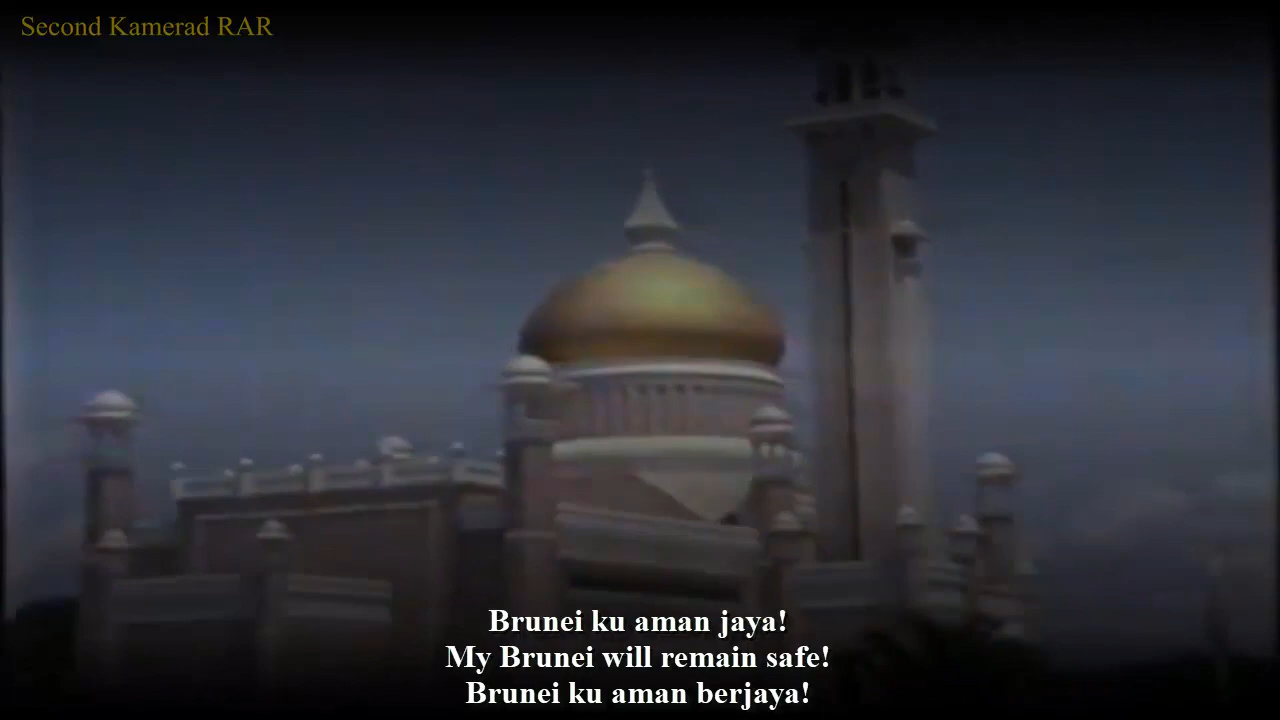 Second Kamerad RAR
Brunei ku aman jaya!
My Brunei will remain safe!
Brunei ku aman berjaya!